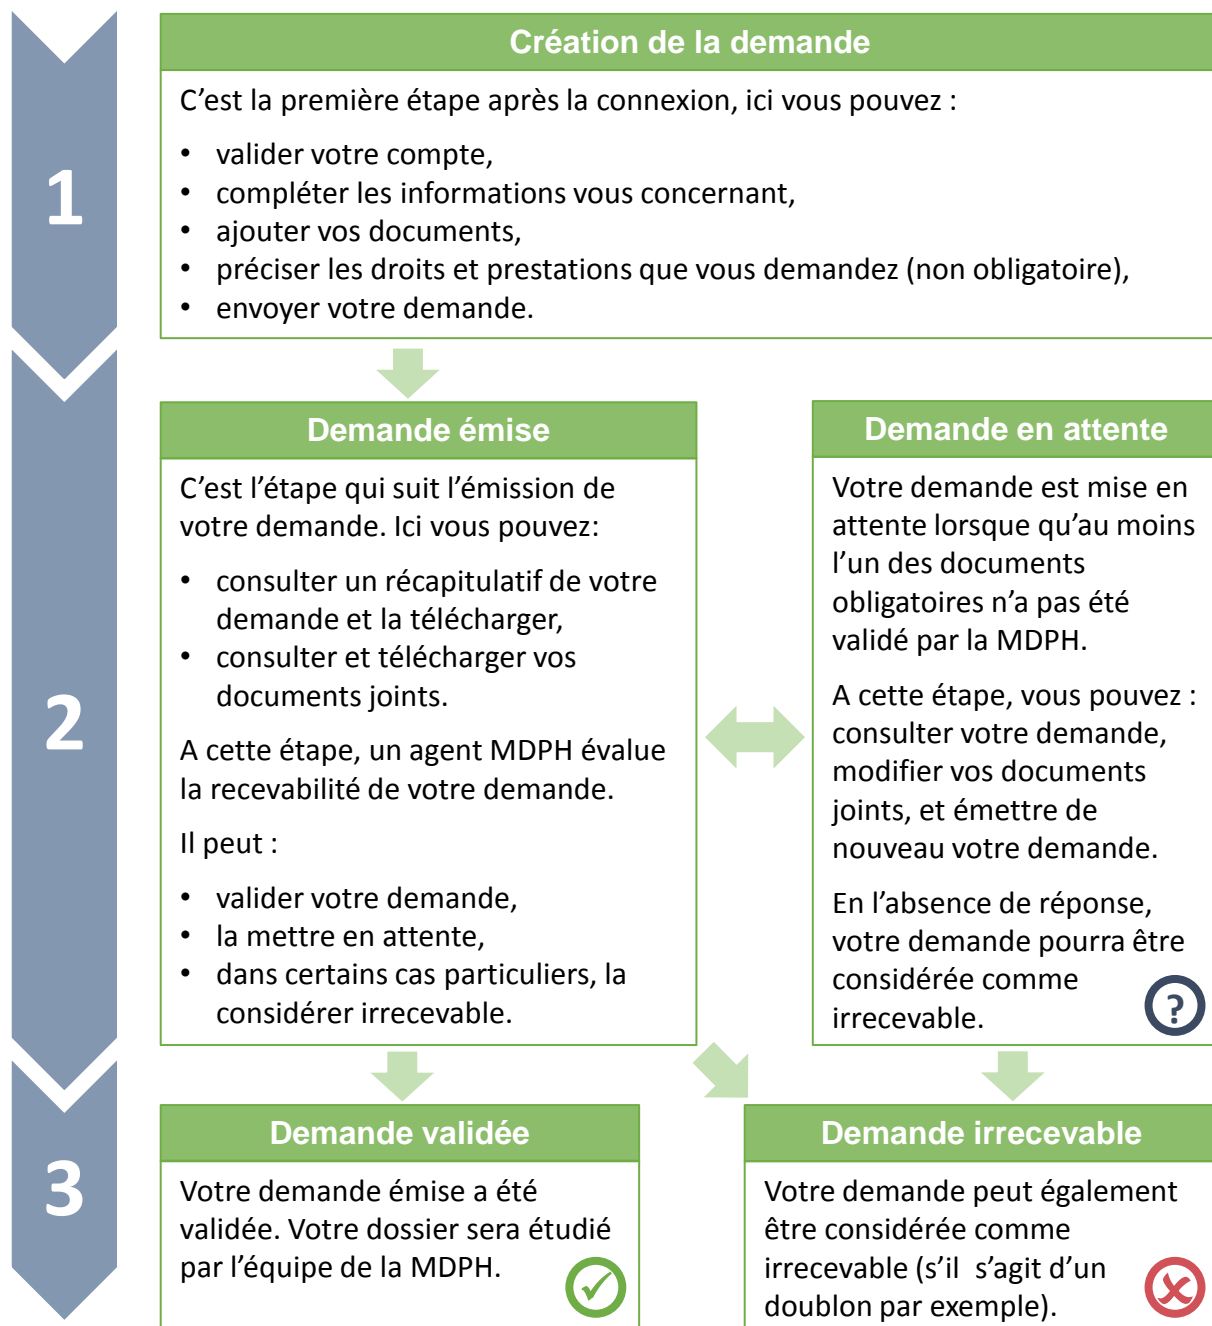 1
Création de la demande
C’est la première étape après la connexion, ici vous pouvez :
• valider votre compte,
• compléter les informations vous concernant,
• ajouter vos documents,
• préciser les droits et prestations que vous demandez (non obligatoire),
• envoyer votre demande.
2
Demande émise
C’est l’étape qui suit l’émission de
votre demande. Ici vous pouvez:
• consulter un récapitulatif de votre
demande et la télécharger,
• consulter et télécharger vos
documents joints.
A cette étape, un agent MDPH évalue
la recevabilité de votre demande.
Il peut :
• valider votre demande,
• la mettre en attente,
• dans certains cas particuliers, la
considérer irrecevable.
Demande en attente
Votre demande est mise en
attente lorsque qu’au moins
l’un des documents
obligatoires n’a pas été
validé par la MDPH.
A cette étape, vous pouvez :
consulter votre demande,
modifier vos documents
joints, et émettre de
nouveau votre demande.
En l’absence de réponse,
votre demande pourra être
considérée comme
irrecevable.
?
3
Demande validée
Votre demande émise a été
validée. Votre dossier sera étudié
par l’équipe de la MDPH.
Demande irrecevable
Votre demande peut également
être considérée comme
irrecevable (s’il  s’agit d’un
doublon par exemple).